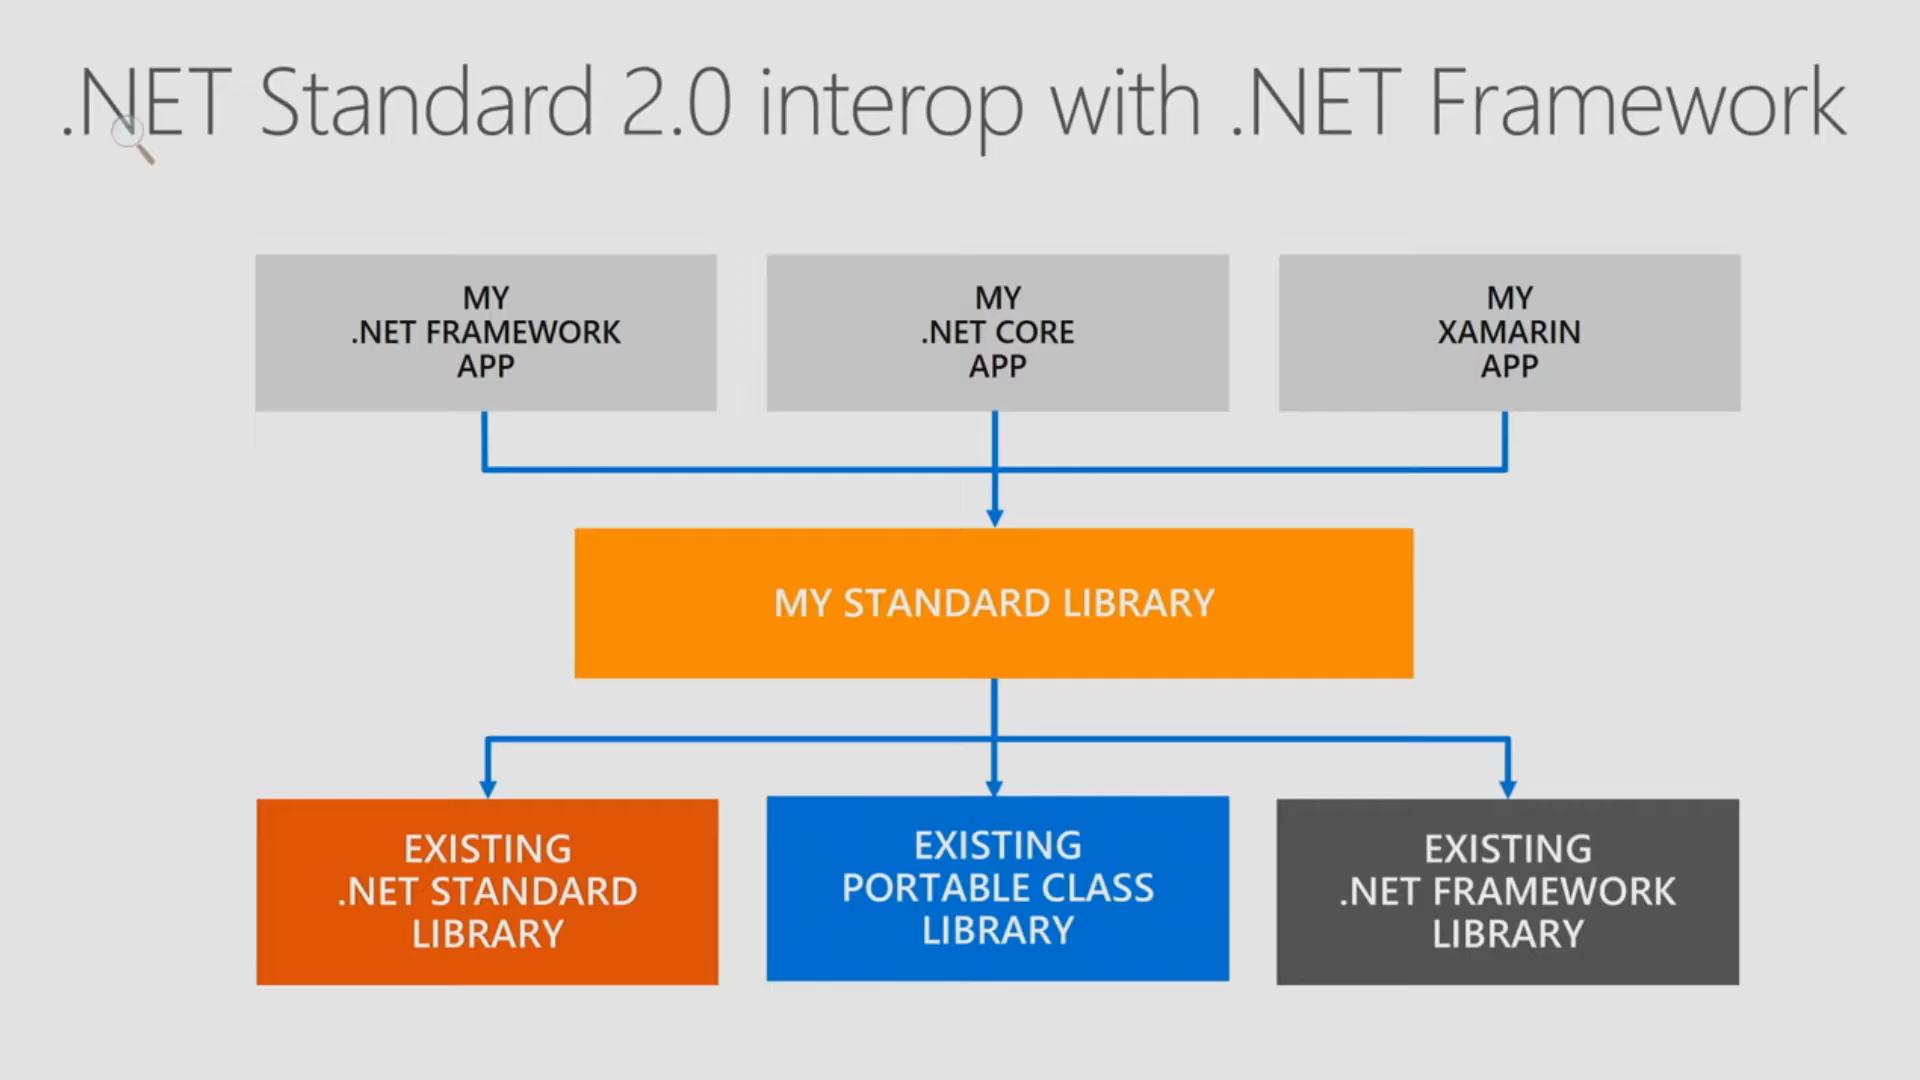 .NET Standard 2.0 interop with .NET Framework
MY
.NET FRAMEWORK
APP
MY
.NET CORE
APP
MY
XAMARIN
APP
MY STANDARD LIBRARY
EXISTING
.NET STANDARD
LIBRARY
EXISTING
PORTABLE CLASS
LIBRARY
EXISTING
.NET FRAMEWORK
LIBRARY